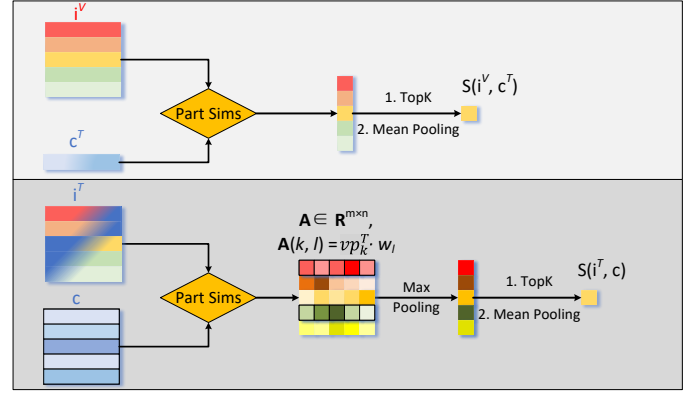 i^V
Part Sims
c^T
1. TopK
2. Mean Pooling
S(i^V, c^T)
i^T
c
Part Sims
A ∈ R^{m×n},
A(k, l) = vp_k^T · w_l
Max
Pooling
1. TopK
2. Mean Pooling
S(i^T, c)